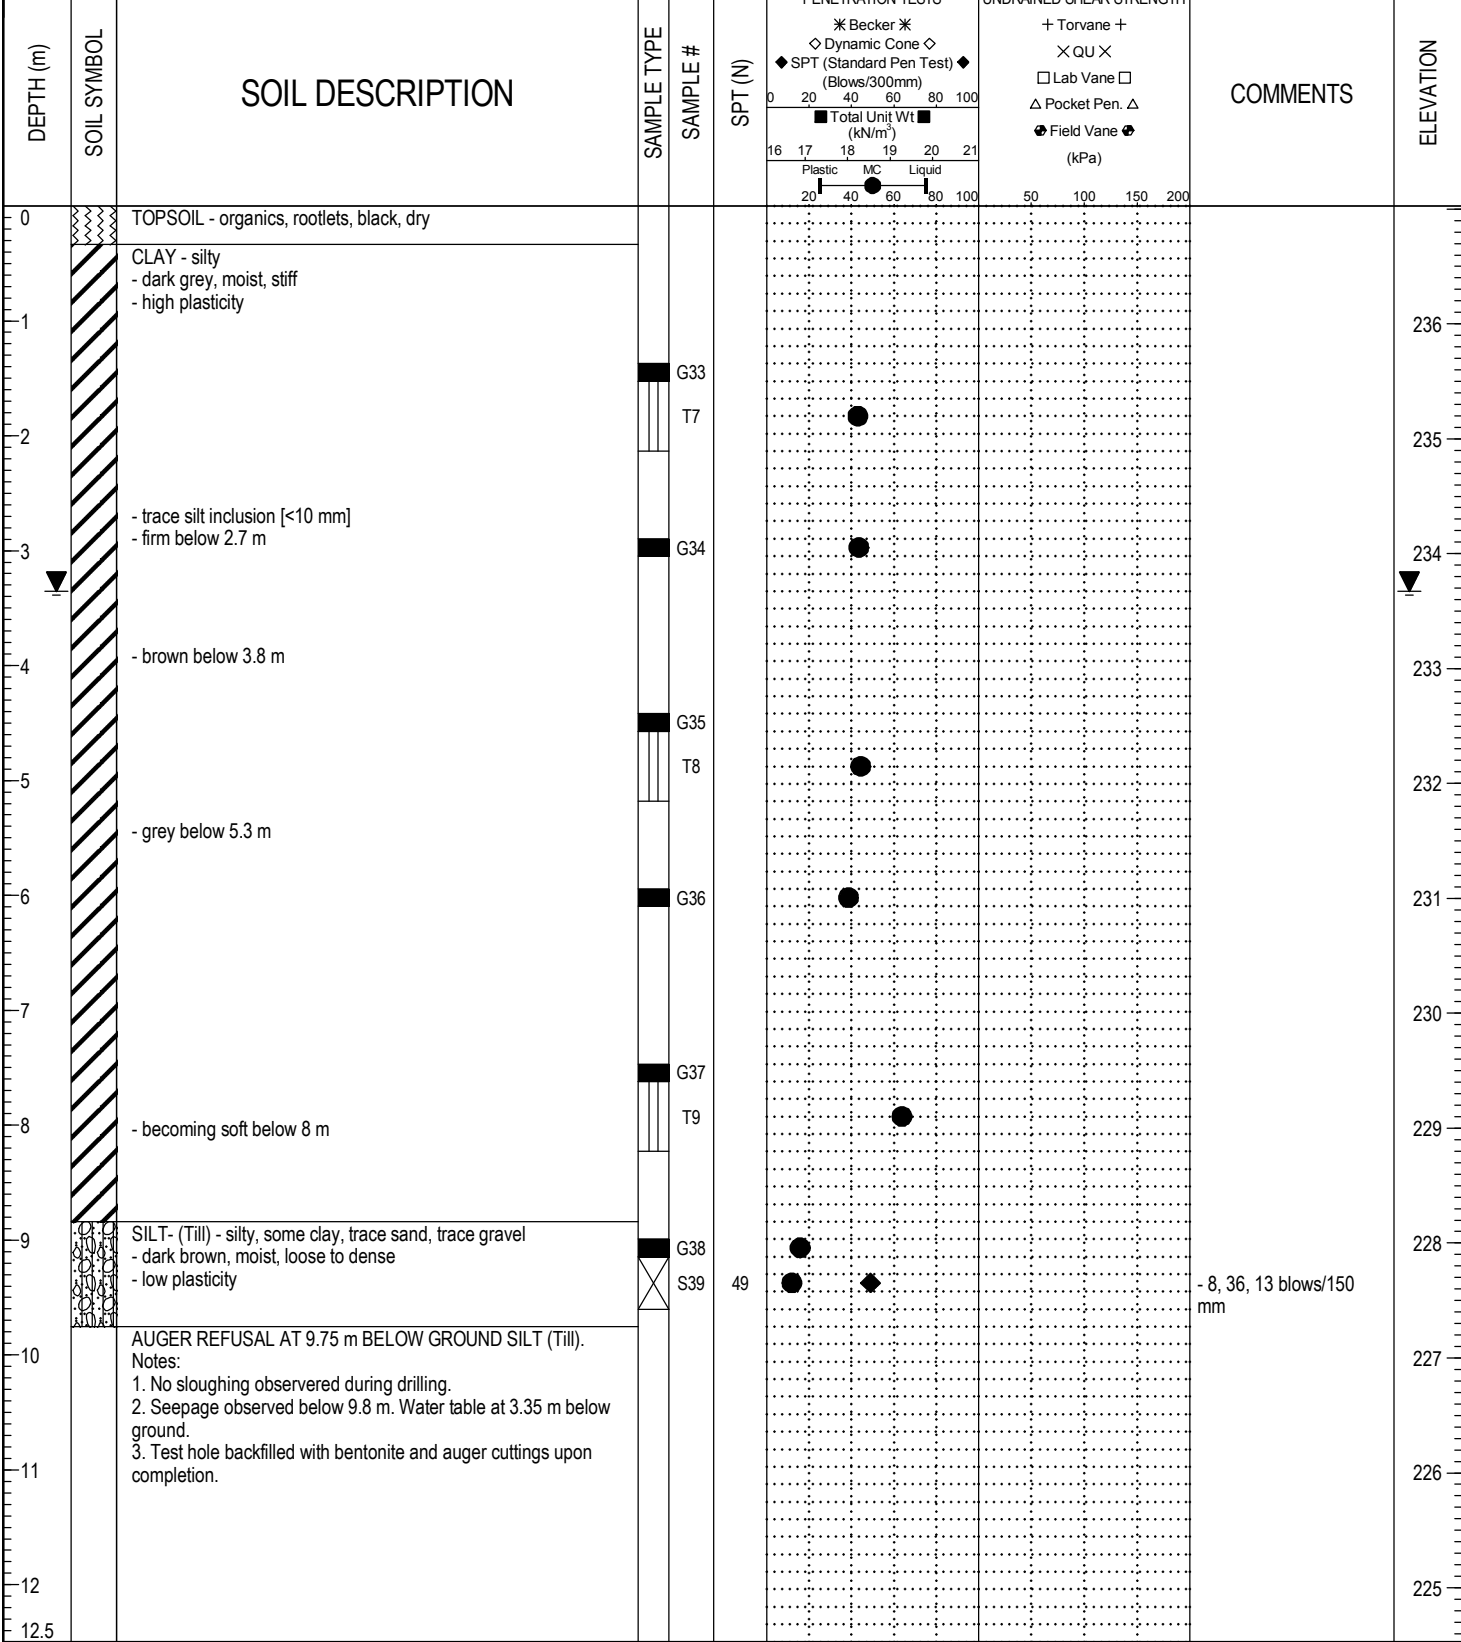 PENETRATION TESTS
UNDRAINED SHEAR STRENGTH
DEPTH (m)
SOIL SYMBOL
SOIL DESCRIPTION
SAMPLE TYPE
SAMPLE #
SPT (N)
✳ Becker ✳
◇ Dynamic Cone ◇
◆ SPT (Standard Pen Test) ◆
(Blows/300mm)
0 20 40 60 80 100
■ Total Unit Wt ■
(kN/m³)
16 17 18 19 20 21
Plastic MC Liquid
20 40 60 80 100
+ Torvane +
× QU ×
□ Lab Vane □
△ Pocket Pen. △
Field Vane
(kPa)
50 100 150 200
COMMENTS
ELEVATION
0
TOPSOIL - organics, rootlets, black, dry
CLAY - silty
- dark grey, moist, stiff
- high plasticity
1
236
G33
T7
2
235
- trace silt inclusion [<10 mm]
- firm below 2.7 m
3
G34
234
- brown below 3.8 m
4
233
G35
T8
5
232
- grey below 5.3 m
6
G36
231
7
230
G37
T9
8
- becoming soft below 8 m
229
SILT- (Till) - silty, some clay, trace sand, trace gravel
9
- dark brown, moist, loose to dense
G38
228
- low plasticity
S39
49
- 8, 36, 13 blows/150
mm
AUGER REFUSAL AT 9.75 m BELOW GROUND SILT (Till).
10
227
Notes:
1. No sloughing observered during drilling.
2. Seepage observed below 9.8 m. Water table at 3.35 m below
ground.
3. Test hole backfilled with bentonite and auger cuttings upon
completion.
11
226
12
225
12.5